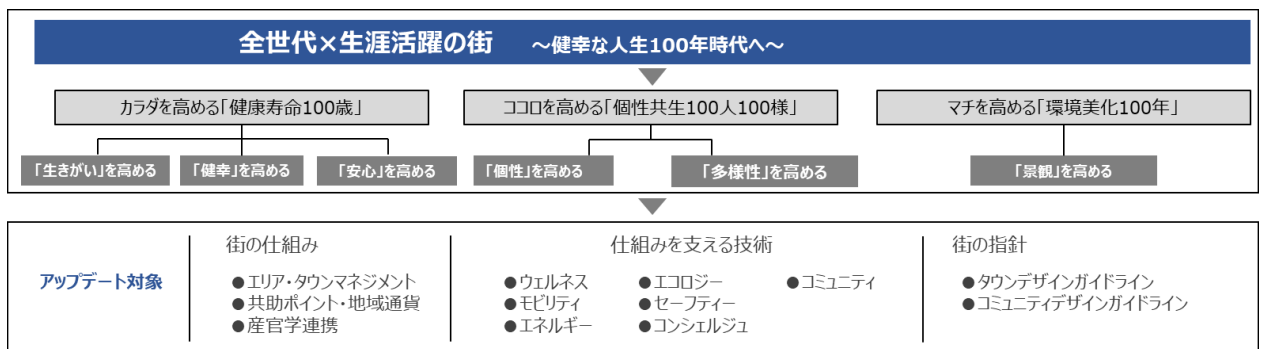 全世代×生涯活躍の街　～健幸な人生100年時代へ～
カラダを高める「健康寿命100歳」
ココロを高める「個性共生100人100様」
マチを高める「環境美化100年」
「生きがい」を高める
「健幸」を高める
「安心」を高める
「個性」を高める
「多様性」を高める
「景観」を高める
アップデート対象
街の仕組み
●エリア・タウンマネジメント
●共助ポイント・地域通貨
●産官学連携
仕組みを支える技術
●ウェルネス
●モビリティ
●エネルギー
●エコロジー
●セーフティー
●コンシェルジュ
●コミュニティ
街の指針
●タウンデザインガイドライン
●コミュニティデザインガイドライン